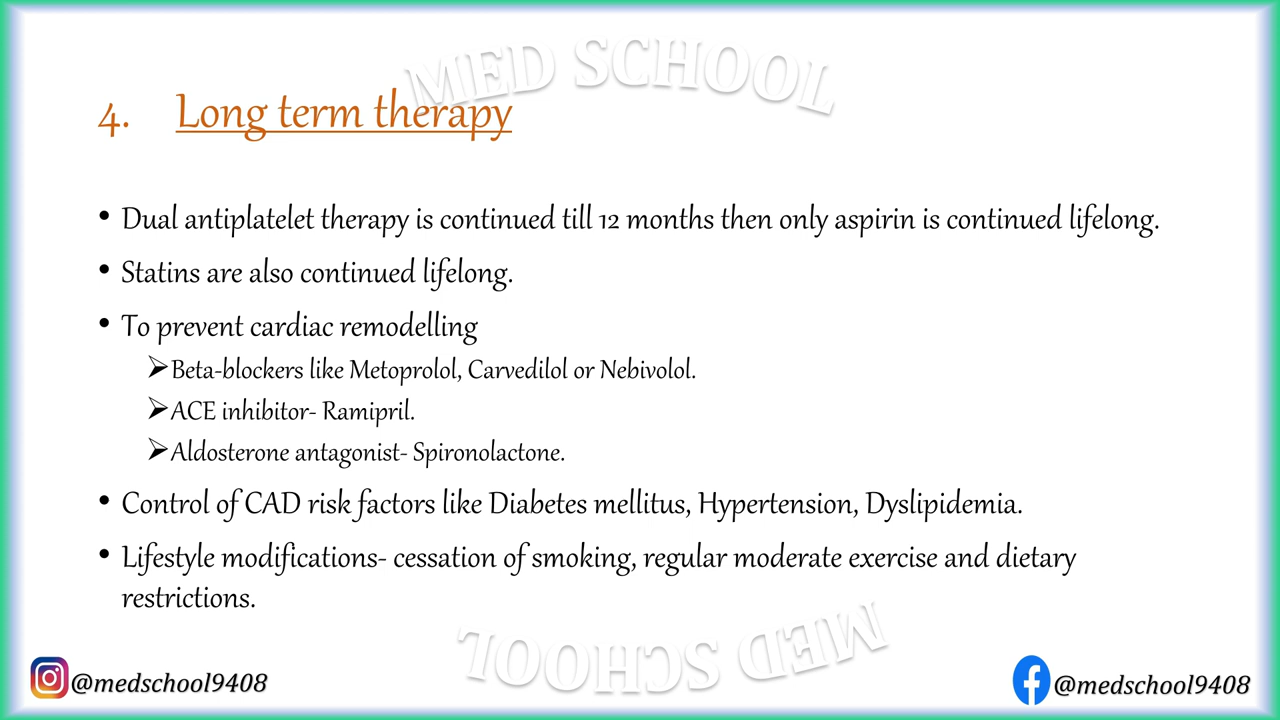 MED SCHOOL
4. Long term therapy
• Dual antiplatelet therapy is continued till 12 months then only aspirin is continued lifelong.
• Statins are also continued lifelong.
• To prevent cardiac remodelling
➢Beta-blockers like Metoprolol, Carvedilol or Nebivolol.
➢ACE inhibitor- Ramipril.
➢Aldosterone antagonist- Spironolactone.
• Control of CAD risk factors like Diabetes mellitus, Hypertension, Dyslipidemia.
• Lifestyle modifications- cessation of smoking, regular moderate exercise and dietary
restrictions.
MED SCHOOL
@medschool9408
@medschool9408